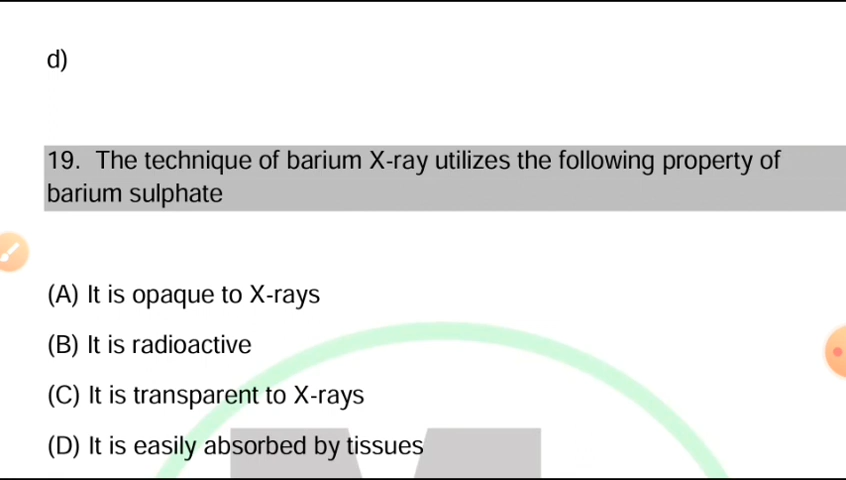 d)
19. The technique of barium X-ray utilizes the following property of
barium sulphate
(A) It is opaque to X-rays
(B) It is radioactive
(C) It is transparent to X-rays
(D) It is easily absorbed by tissues